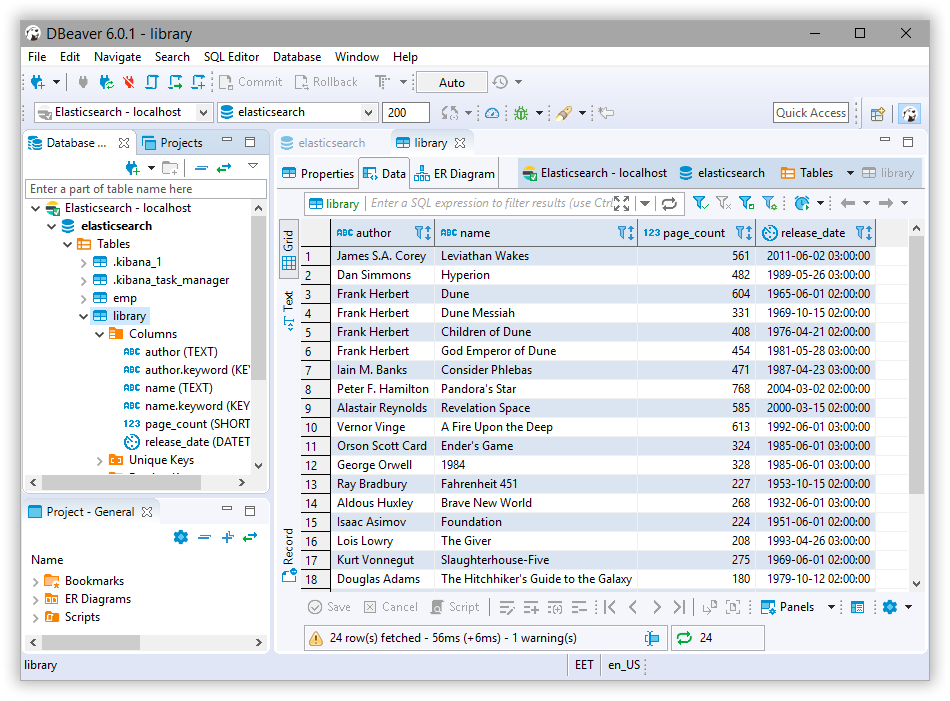 DBeaver 6.0.1 - library
File Edit Navigate Search SQL Editor Database Window Help
Commit Rollback Auto
Elasticsearch - localhost elasticsearch 200 Quick Access
Database ... Projects
Enter a part of table name here
Elasticsearch - localhost
elasticsearch
Tables
.kibana_1
.kibana_task_manager
emp
library
Columns
ABC author (TEXT)
ABC author.keyword (KEY
ABC name (TEXT)
ABC name.keyword (KEY
123 page_count (SHORT
release_date (DATET
Unique Keys
Project - General
Name
Bookmarks
ER Diagrams
Scripts
elasticsearch library
Properties Data ER Diagram Elasticsearch - localhost elasticsearch Tables library
library Enter a SQL expression to filter results (use Ctrl
Grid
Text
Record
ABC author ABC name 123 page_count release_date
1 James S.A. Corey Leviathan Wakes 561 2011-06-02 03:00:00
2 Dan Simmons Hyperion 482 1989-05-26 03:00:00
3 Frank Herbert Dune 604 1965-06-01 02:00:00
4 Frank Herbert Dune Messiah 331 1969-10-15 02:00:00
5 Frank Herbert Children of Dune 408 1976-04-21 02:00:00
6 Frank Herbert God Emperor of Dune 454 1981-05-28 03:00:00
7 Iain M. Banks Consider Phlebas 471 1987-04-23 03:00:00
8 Peter F. Hamilton Pandora's Star 768 2004-03-02 02:00:00
9 Alastair Reynolds Revelation Space 585 2000-03-15 02:00:00
10 Vernor Vinge A Fire Upon the Deep 613 1992-06-01 03:00:00
11 Orson Scott Card Ender's Game 324 1985-06-01 03:00:00
12 George Orwell 1984 328 1985-06-01 03:00:00
13 Ray Bradbury Fahrenheit 451 227 1953-10-15 02:00:00
14 Aldous Huxley Brave New World 268 1932-06-01 03:00:00
15 Isaac Asimov Foundation 224 1951-06-01 02:00:00
16 Lois Lowry The Giver 208 1993-04-26 03:00:00
17 Kurt Vonnegut Slaughterhouse-Five 275 1969-06-01 02:00:00
18 Douglas Adams The Hitchhiker's Guide to the Galaxy 180 1979-10-12 02:00:00
Save Cancel Script Panels
24 row(s) fetched - 56ms (+6ms) - 1 warning(s) 24
library EET en_US